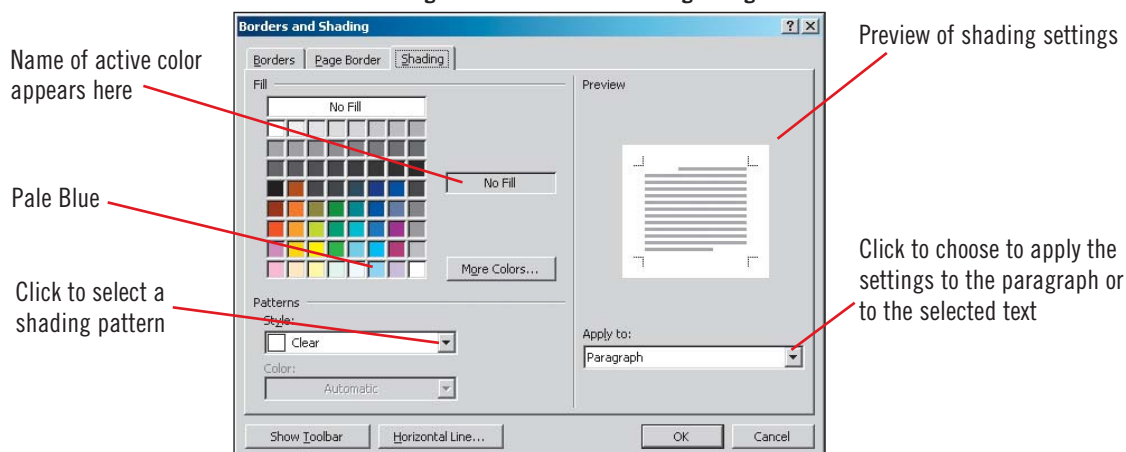 Borders and Shading
Borders Page Border Shading
Name of active color
appears here
Pale Blue
Click to select a
shading pattern
Fill
No Fill
No Fill
More Colors...
Patterns
Style:
Clear
Color:
Automatic
Preview
Apply to:
Paragraph
Show Toolbar Horizontal Line... OK Cancel
Preview of shading settings
Click to choose to apply the
settings to the paragraph or
to the selected text